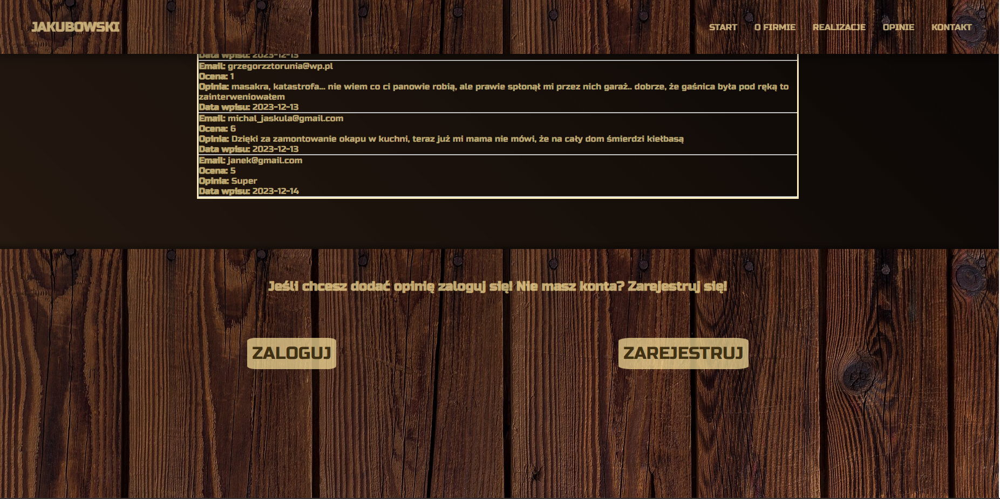 JAKUBOWSKI
START O FIRMIE REALIZACJE OPINIE KONTAKT
Data wpisu: 2023-12-13
Email: grzegorzztorunia@wp.pl
Ocena: 1
Opinia: masakra, katastrofa... nie wiem co ci panowie robią, ale prawie spłonął mi przez nich garaż.. dobrze, że gaśnica była pod ręką to
zainterweniowałem
Data wpisu: 2023-12-13
Email: michal_jaskula@gmail.com
Ocena: 6
Opinia: Dzięki za zamontowanie okapu w kuchni, teraz już mi mama nie mówi, że na cały dom śmierdzi kiełbasą
Data wpisu: 2023-12-13
Email: janek@gmail.com
Ocena: 5
Opinia: Super
Data wpisu: 2023-12-14
Jeśli chcesz dodać opinię zaloguj się! Nie masz konta? Zarejestruj się!
ZALOGUJ
ZAREJESTRUJ